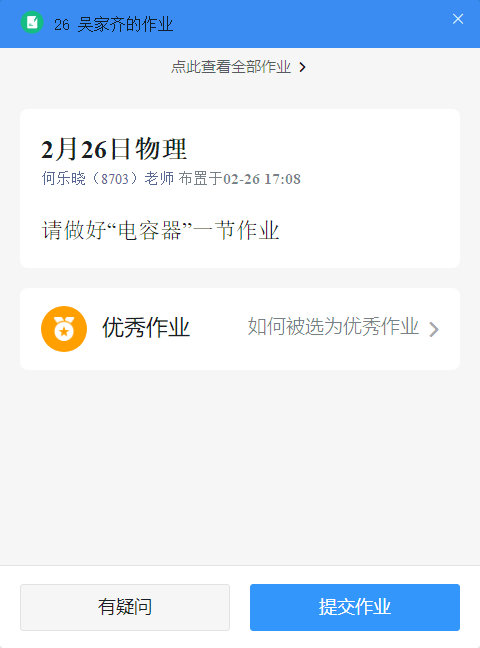 26 吴家齐的作业
点此查看全部作业
2月26日物理
何乐晓（8703）老师 布置于02-26 17:08
请做好“电容器”一节作业
优秀作业 如何被选为优秀作业
有疑问 提交作业